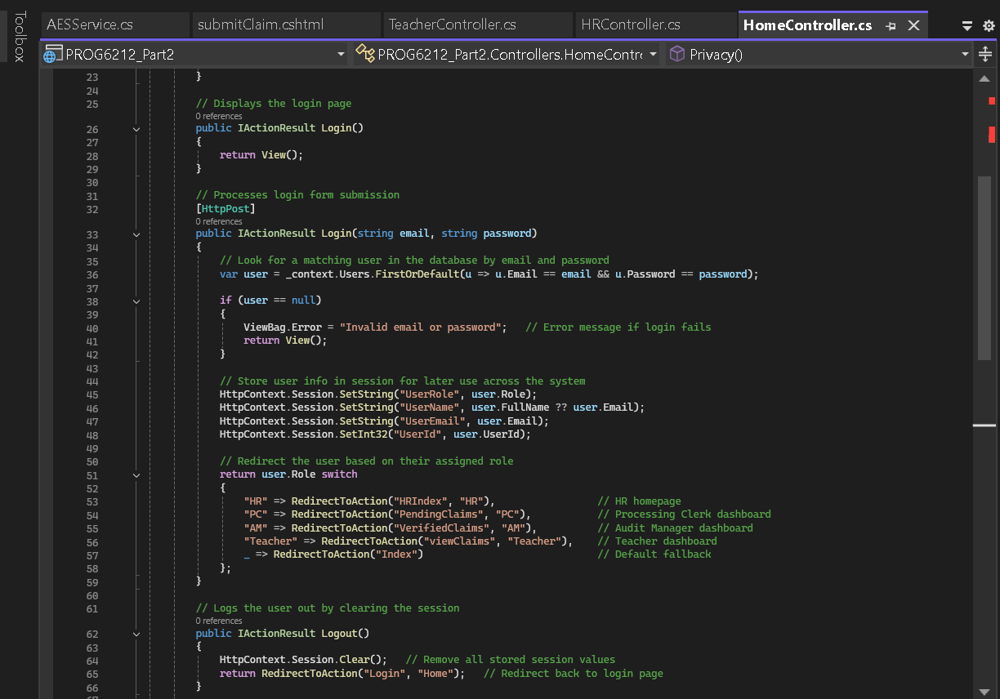 Toolbox
AESService.cs submitClaim.cshtml TeacherController.cs HRController.cs HomeController.cs
PROG6212_Part2 PROG6212_Part2.Controllers.HomeContr Privacy()
23 }
24
25 // Displays the login page
0 references
26 public IActionResult Login()
27 {
28 return View();
29 }
30
31 // Processes login form submission
32 [HttpPost]
0 references
33 public IActionResult Login(string email, string password)
34 {
35 // Look for a matching user in the database by email and password
36 var user = _context.Users.FirstOrDefault(u => u.Email == email && u.Password == password);
37
38 if (user == null)
39 {
40 ViewBag.Error = "Invalid email or password"; // Error message if login fails
41 return View();
42 }
43
44 // Store user info in session for later use across the system
45 HttpContext.Session.SetString("UserRole", user.Role);
46 HttpContext.Session.SetString("UserName", user.FullName ?? user.Email);
47 HttpContext.Session.SetString("UserEmail", user.Email);
48 HttpContext.Session.SetInt32("UserId", user.UserId);
49
50 // Redirect the user based on their assigned role
51 return user.Role switch
52 {
53 "HR" => RedirectToAction("HRIndex", "HR"), // HR homepage
54 "PC" => RedirectToAction("PendingClaims", "PC"), // Processing Clerk dashboard
55 "AM" => RedirectToAction("VerifiedClaims", "AM"), // Audit Manager dashboard
56 "Teacher" => RedirectToAction("viewClaims", "Teacher"), // Teacher dashboard
57 _ => RedirectToAction("Index") // Default fallback
58 };
59 }
60
61 // Logs the user out by clearing the session
0 references
62 public IActionResult Logout()
63 {
64 HttpContext.Session.Clear(); // Remove all stored session values
65 return RedirectToAction("Login", "Home"); // Redirect back to login page
66 }